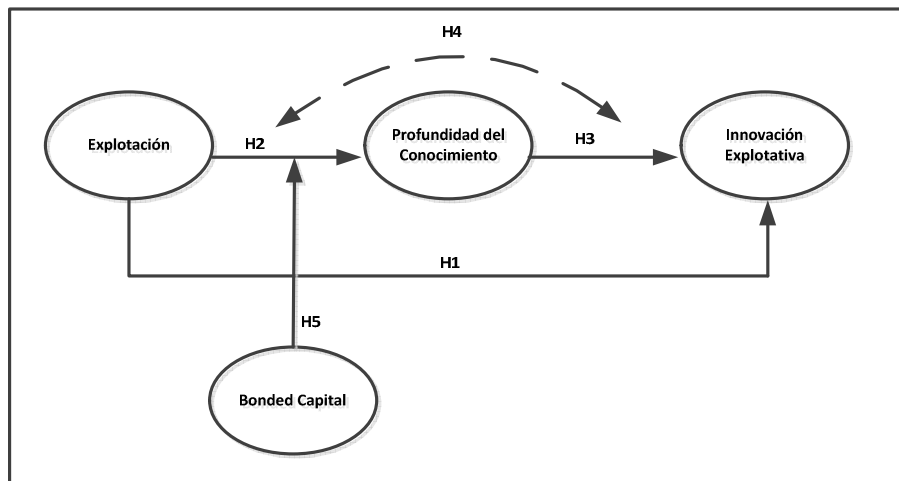 H4
Explotación
H2
Profundidad del
Conocimiento
H3
Innovación
Explotativa
H1
H5
Bonded Capital